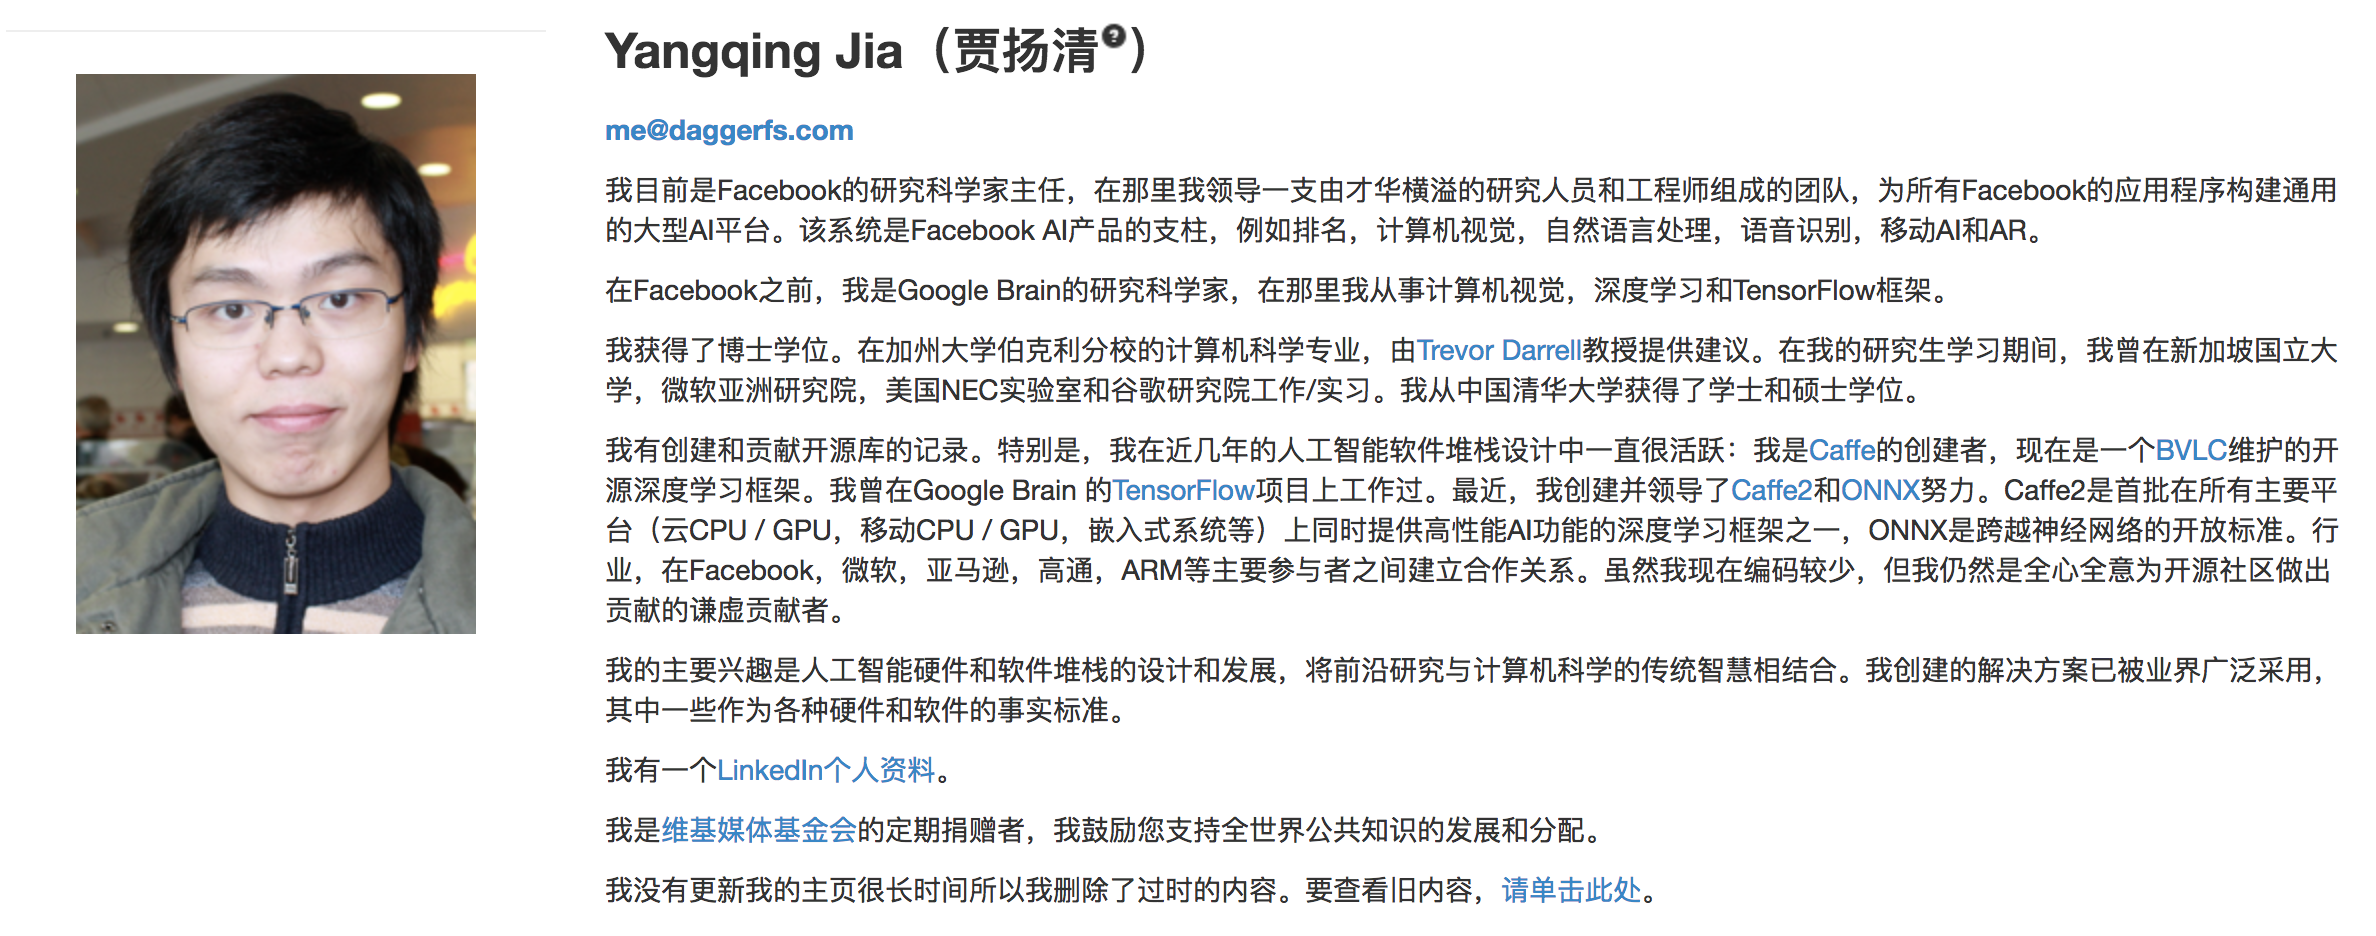 Yangqing Jia（贾扬清?）
me@daggerfs.com
我目前是Facebook的研究科学家主任，在那里我领导一支由才华横溢的研究人员和工程师组成的团队，为所有Facebook的应用程序构建通用
的大型AI平台。该系统是Facebook AI产品的支柱，例如排名，计算机视觉，自然语言处理，语音识别，移动AI和AR。
在Facebook之前，我是Google Brain的研究科学家，在那里我从事计算机视觉，深度学习和TensorFlow框架。
我获得了博士学位。在加州大学伯克利分校的计算机科学专业，由Trevor Darrell教授提供建议。在我的研究生学习期间，我曾在新加坡国立大
学，微软亚洲研究院，美国NEC实验室和谷歌研究院工作/实习。我从中国清华大学获得了学士和硕士学位。
我有创建和贡献开源库的记录。特别是，我在近几年的人工智能软件堆栈设计中一直很活跃：我是Caffe的创建者，现在是一个BVLC维护的开
源深度学习框架。我曾在Google Brain 的TensorFlow项目上工作过。最近，我创建并领导了Caffe2和ONNX努力。Caffe2是首批在所有主要平
台（云CPU / GPU，移动CPU / GPU，嵌入式系统等）上同时提供高性能AI功能的深度学习框架之一，ONNX是跨越神经网络的开放标准。行
业，在Facebook，微软，亚马逊，高通，ARM等主要参与者之间建立合作关系。虽然我现在编码较少，但我仍然是全心全意为开源社区做出
贡献的谦虚贡献者。
我的主要兴趣是人工智能硬件和软件堆栈的设计和发展，将前沿研究与计算机科学的传统智慧相结合。我创建的解决方案已被业界广泛采用，
其中一些作为各种硬件和软件的事实标准。
我有一个LinkedIn个人资料。
我是维基媒体基金会的定期捐赠者，我鼓励您支持全世界公共知识的发展和分配。
我没有更新我的主页很长时间所以我删除了过时的内容。要查看旧内容，请单击此处。